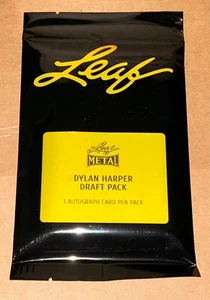 Leaf
Leaf
METAL
DYLAN HARPER
DRAFT PACK
1 AUTOGRAPH CARD PER PACK